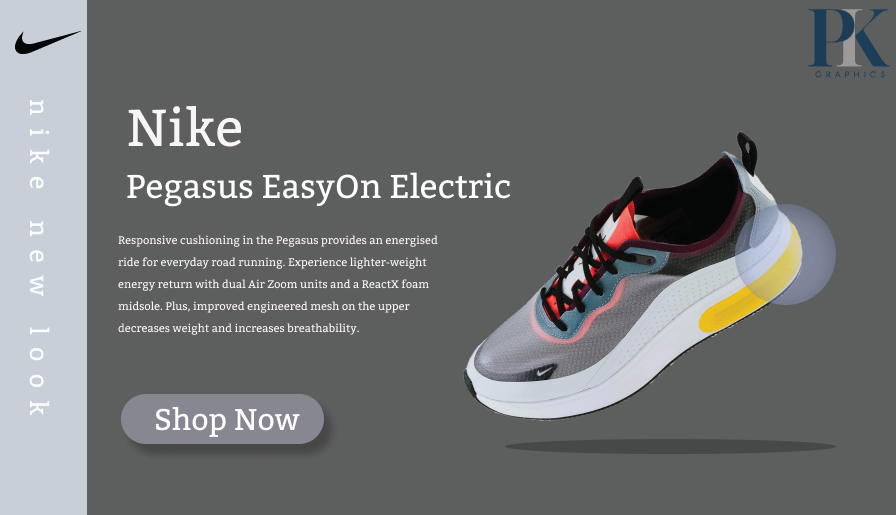 nike new look
PIK
GRAPHICS
Nike
Pegasus EasyOn Electric
Responsive cushioning in the Pegasus provides an energised
ride for everyday road running. Experience lighter-weight
energy return with dual Air Zoom units and a ReactX foam
midsole. Plus, improved engineered mesh on the upper
decreases weight and increases breathability.
Shop Now